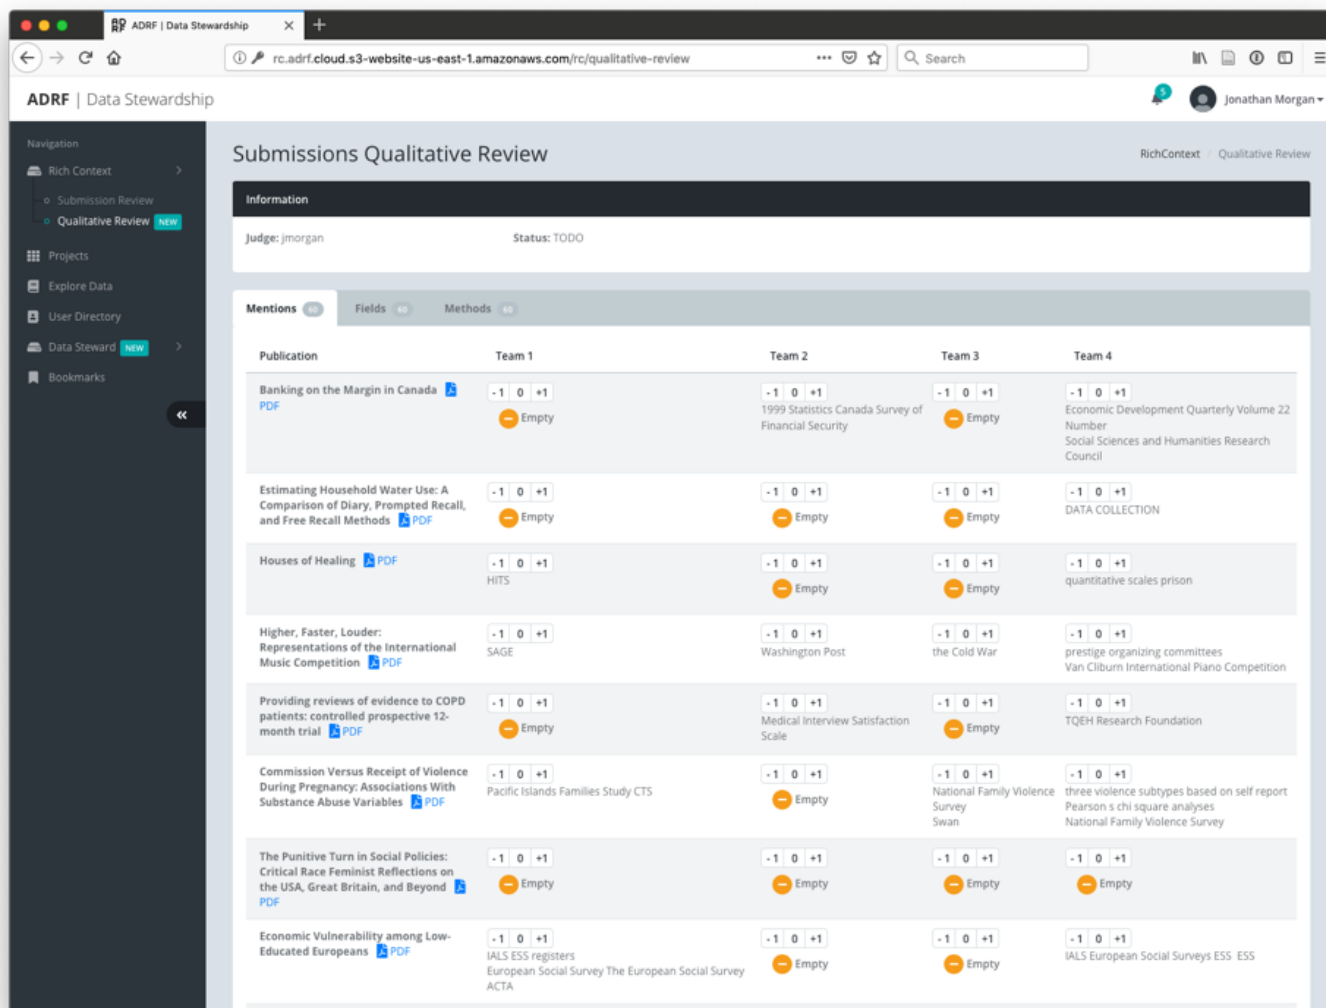 ADRF | Data Stewardship
rc.adrf.cloud.s3-website-us-east-1.amazonaws.com/rc/qualitative-review
Search
ADRF | Data Stewardship
5
Jonathan Morgan
Navigation
Rich Context
Submission Review
Qualitative Review NEW
Projects
Explore Data
User Directory
Data Steward NEW
Bookmarks
Submissions Qualitative Review
RichContext / Qualitative Review
Information
Judge: jmorgan Status: TODO
Mentions 60 Fields 60 Methods 60
Publication Team 1 Team 2 Team 3 Team 4
Banking on the Margin in Canada
PDF
-1 0 +1
Empty
-1 0 +1
1999 Statistics Canada Survey of
Financial Security
-1 0 +1
Empty
-1 0 +1
Economic Development Quarterly Volume 22
Number
Social Sciences and Humanities Research
Council
Estimating Household Water Use: A
Comparison of Diary, Prompted Recall,
and Free Recall Methods PDF
-1 0 +1
Empty
-1 0 +1
Empty
-1 0 +1
Empty
-1 0 +1
DATA COLLECTION
Houses of Healing PDF
-1 0 +1
HITS
-1 0 +1
Empty
-1 0 +1
Empty
-1 0 +1
quantitative scales prison
Higher, Faster, Louder:
Representations of the International
Music Competition PDF
-1 0 +1
SAGE
-1 0 +1
Washington Post
-1 0 +1
the Cold War
-1 0 +1
prestige organizing committees
Van Cliburn International Piano Competition
Providing reviews of evidence to COPD
patients: controlled prospective 12-
month trial PDF
-1 0 +1
Empty
-1 0 +1
Medical Interview Satisfaction
Scale
-1 0 +1
Empty
-1 0 +1
TQEH Research Foundation
Commission Versus Receipt of Violence
During Pregnancy: Associations With
Substance Abuse Variables PDF
-1 0 +1
Pacific Islands Families Study CTS
-1 0 +1
Empty
-1 0 +1
National Family Violence
Survey
Swan
-1 0 +1
three violence subtypes based on self report
Pearson s chi square analyses
National Family Violence Survey
The Punitive Turn in Social Policies:
Critical Race Feminist Reflections on
the USA, Great Britain, and Beyond
PDF
-1 0 +1
Empty
-1 0 +1
Empty
-1 0 +1
Empty
-1 0 +1
Empty
Economic Vulnerability among Low-
Educated Europeans PDF
-1 0 +1
IALS ESS registers
European Social Survey The European Social Survey
ACTA
-1 0 +1
Empty
-1 0 +1
Empty
-1 0 +1
IALS European Social Surveys ESS ESS